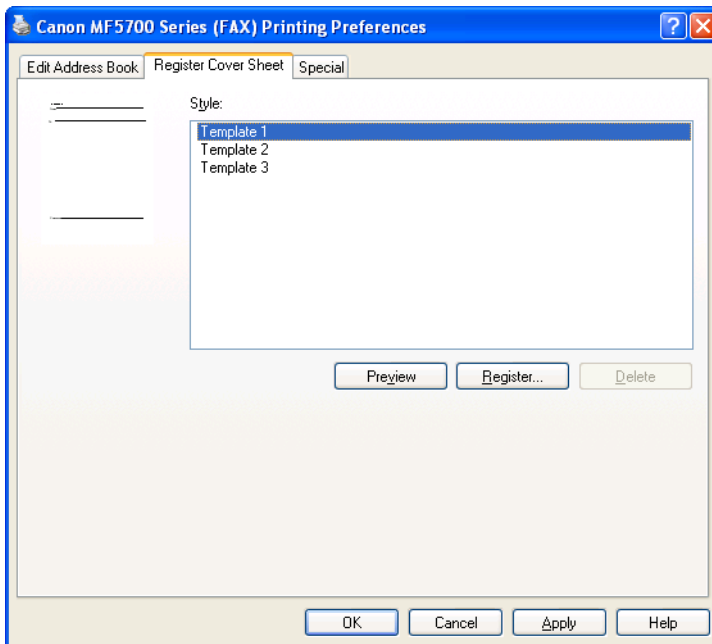 Canon MF5700 Series (FAX) Printing Preferences
Edit Address Book Register Cover Sheet Special
Style:
Template 1
Template 2
Template 3
Preview Register... Delete
OK Cancel Apply Help